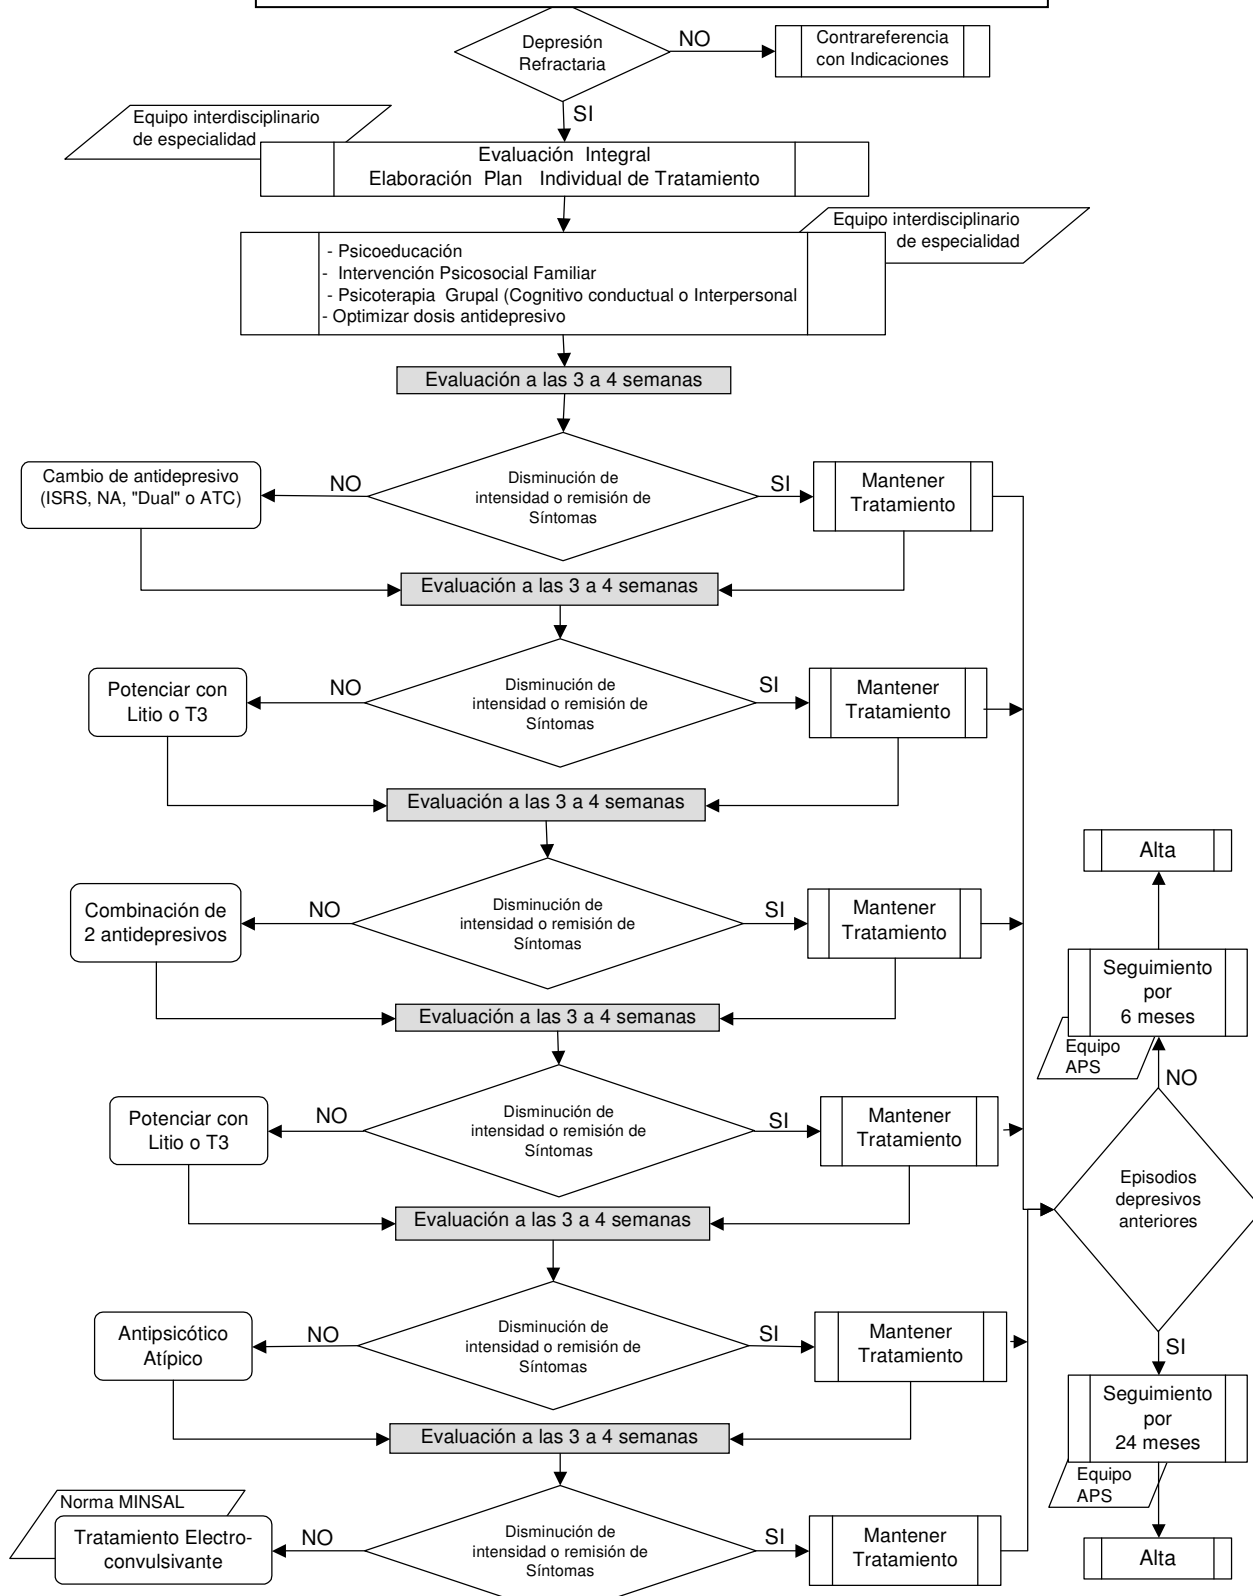 Depresión
Refractaria
NO
Contrareferencia
con Indicaciones
SI
Equipo interdisciplinario
de especialidad
Evaluación Integral
Elaboración Plan Individual de Tratamiento
Equipo interdisciplinario
de especialidad
- Psicoeducación
- Intervención Psicosocial Familiar
- Psicoterapia Grupal (Cognitivo conductual o Interpersonal
- Optimizar dosis antidepresivo
Evaluación a las 3 a 4 semanas
Cambio de antidepresivo
(ISRS, NA, "Dual" o ATC)
NO
Disminución de
intensidad o remisión de
Síntomas
SI
Mantener
Tratamiento
Evaluación a las 3 a 4 semanas
Potenciar con
Litio o T3
NO
Disminución de
intensidad o remisión de
Síntomas
SI
Mantener
Tratamiento
Evaluación a las 3 a 4 semanas
Combinación de
2 antidepresivos
NO
Disminución de
intensidad o remisión de
Síntomas
SI
Mantener
Tratamiento
Evaluación a las 3 a 4 semanas
Potenciar con
Litio o T3
NO
Disminución de
intensidad o remisión de
Síntomas
SI
Mantener
Tratamiento
Evaluación a las 3 a 4 semanas
Antipsicótico
Atípico
NO
Disminución de
intensidad o remisión de
Síntomas
SI
Mantener
Tratamiento
Evaluación a las 3 a 4 semanas
Norma MINSAL
Tratamiento Electro-
convulsivante
NO
Disminución de
intensidad o remisión de
Síntomas
SI
Mantener
Tratamiento
Alta
Seguimiento
por
6 meses
Equipo
APS
NO
Episodios
depresivos
anteriores
SI
Seguimiento
por
24 meses
Equipo
APS
Alta